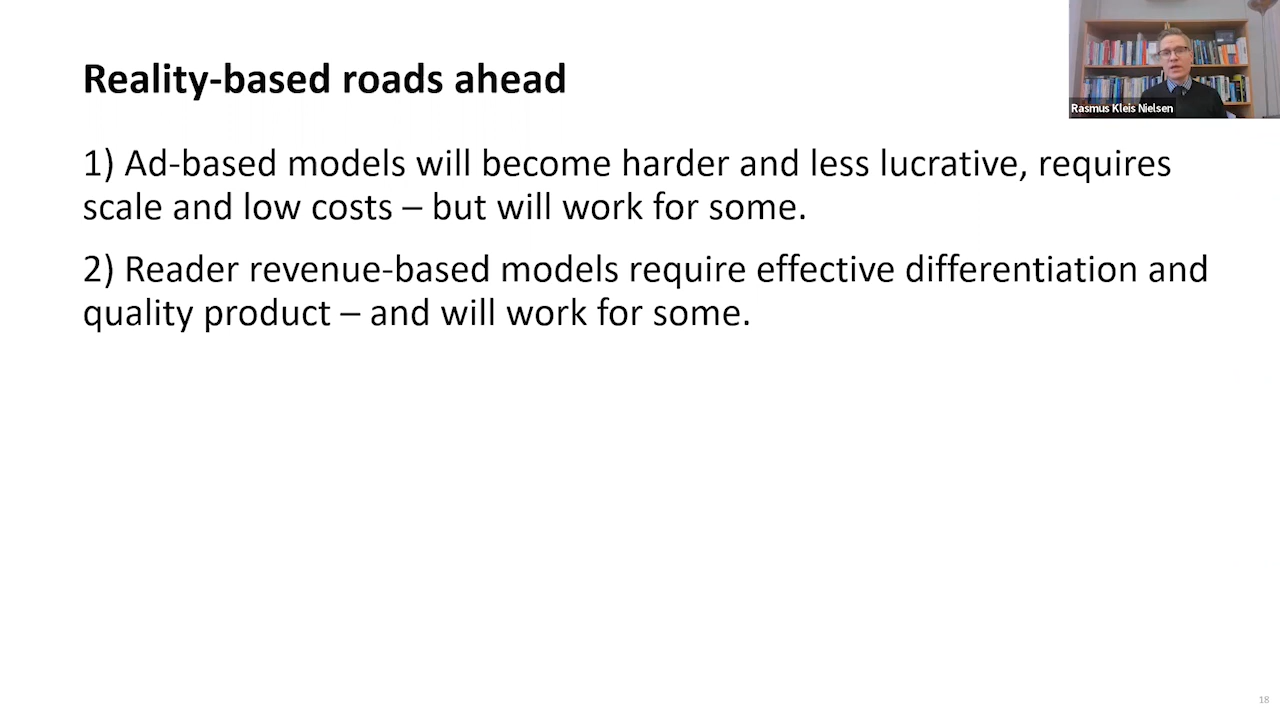 Reality-based roads ahead
Rasmus Kleis Nielsen
1) Ad-based models will become harder and less lucrative, requires
scale and low costs – but will work for some.
2) Reader revenue-based models require effective differentiation and
quality product – and will work for some.
18